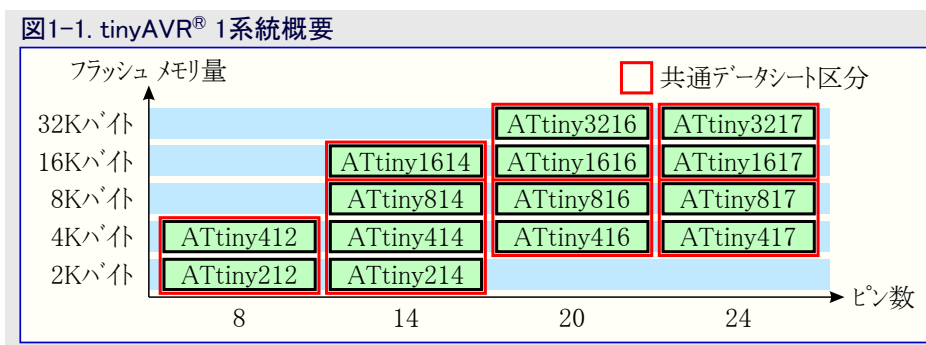 図1-1. tinyAVR® 1系統概要
フラッシュ メモリ量
共通データシート区分
32Kバイト ATtiny3216 ATtiny3217
16Kバイト ATtiny1614 ATtiny1616 ATtiny1617
8Kバイト ATtiny814 ATtiny816 ATtiny817
4Kバイト ATtiny412 ATtiny414 ATtiny416 ATtiny417
2Kバイト ATtiny212 ATtiny214
ピン数
8 14 20 24